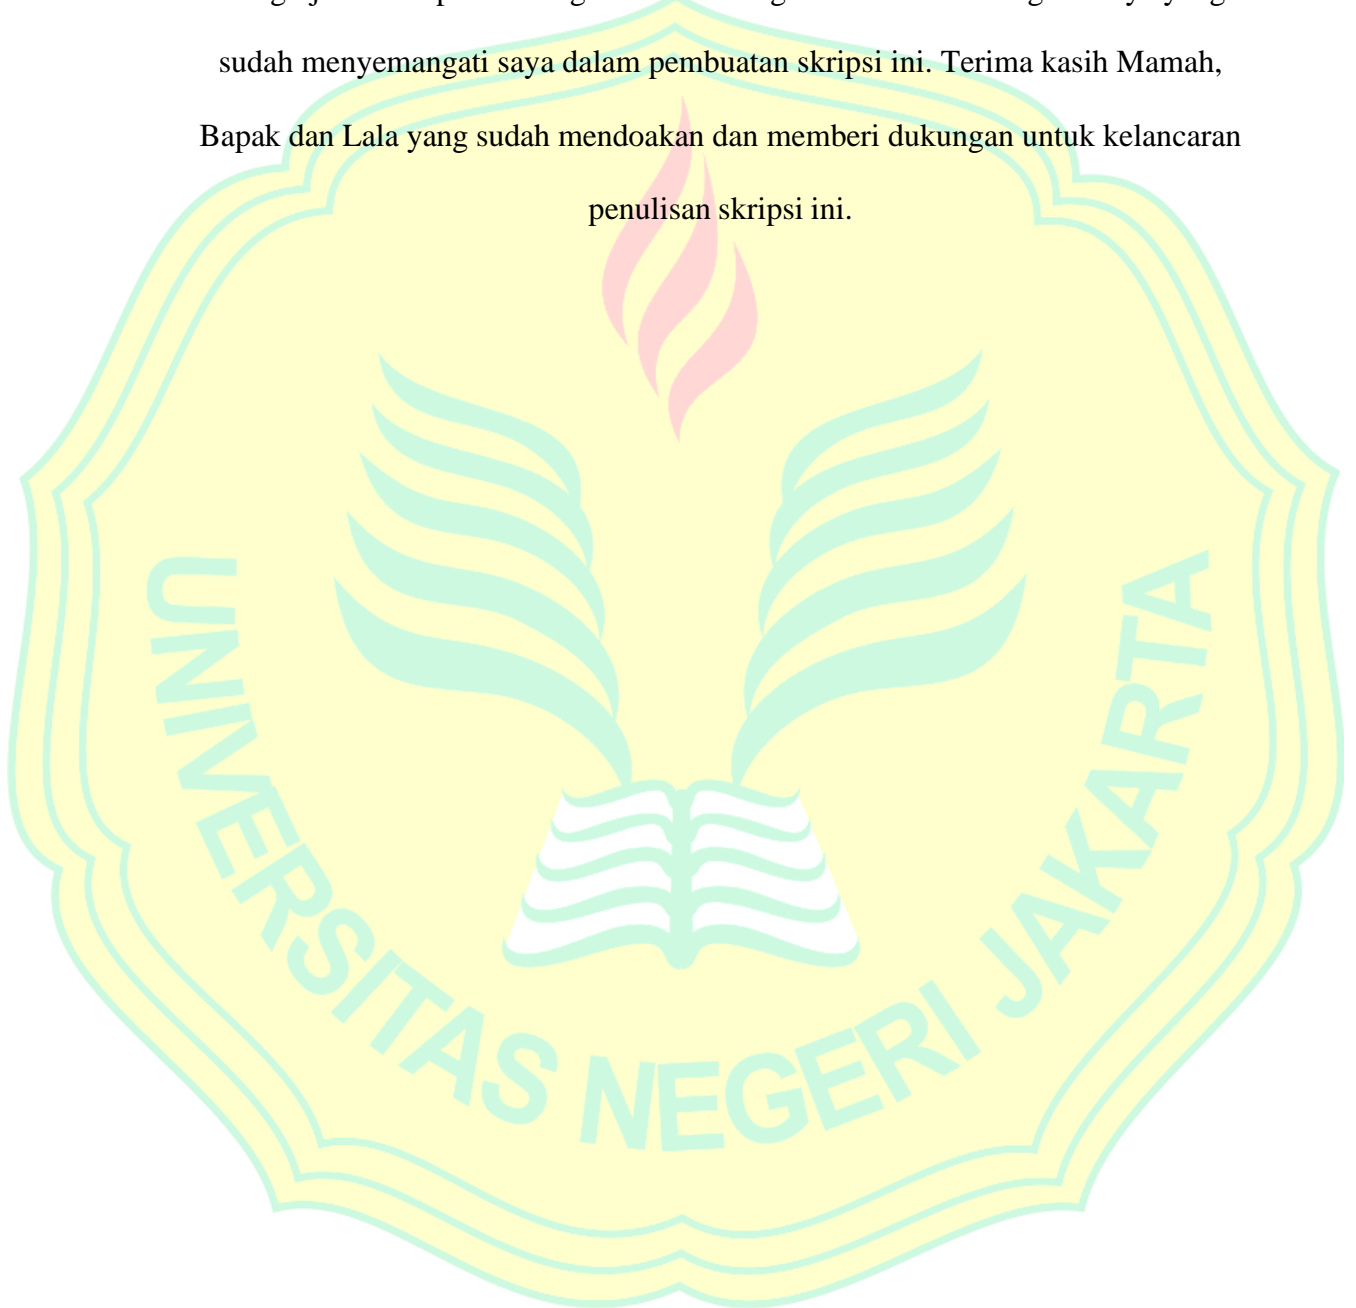 sudah menyemangati saya dalam pembuatan skripsi ini. Terima kasih Mamah,
Bapak dan Lala yang sudah mendoakan dan memberi dukungan untuk kelancaran
penulisan skripsi ini.
UNIVERSITAS NEGERI JAKARTA